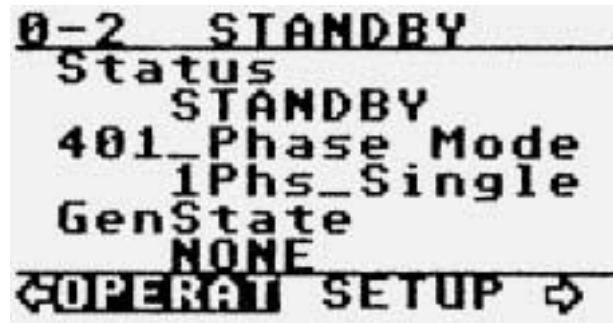 0-2 STANDBY
Status
STANDBY
401_Phase Mode
1Phs_Single
GenState
NONE
OPERAT SETUP